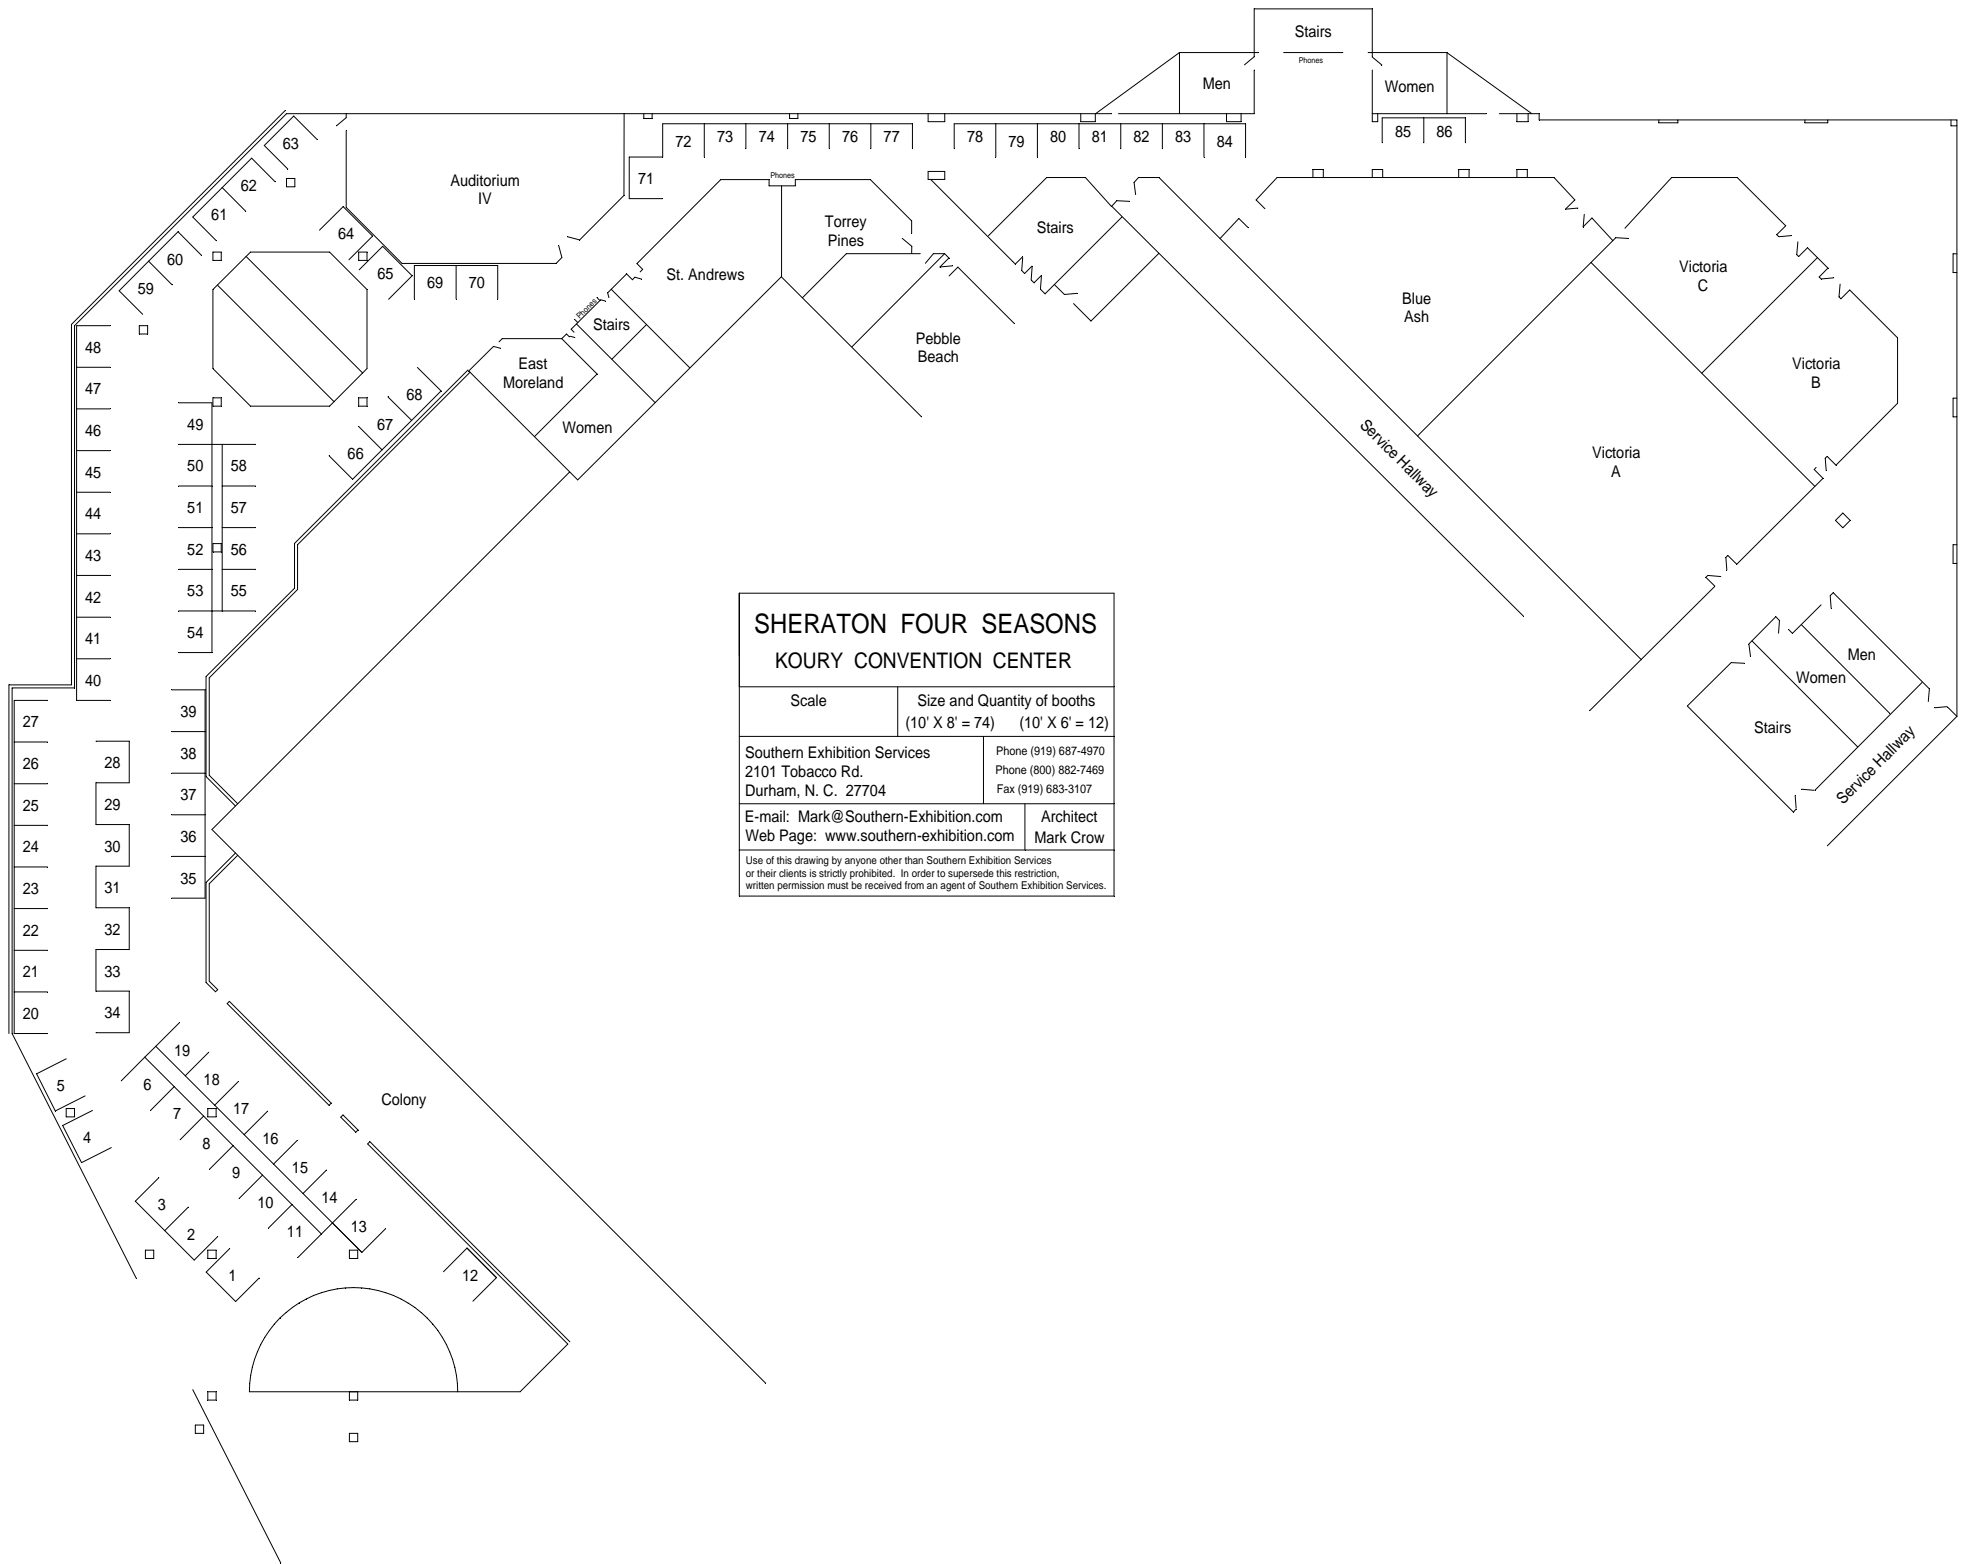 Stairs
Phones
Men
Women
63
72
73
74
75
76
77
78
79
80
81
82
83
84
85
86
62
Auditorium
IV
71
Phones
61
64
Torrey
Pines
Stairs
60
65
69
70
St. Andrews
Victoria
C
59
Phones
Stairs
Blue
Ash
48
East
Moreland
Pebble
Beach
Victoria
B
47
68
46
49
67
Women
66
Service Hallway
Victoria
A
45
50
58
44
51
57
43
52
56
42
53
55
41
54
40
SHERATON FOUR SEASONS
KOURY CONVENTION CENTER
Scale
Size and Quantity of booths
(10' X 8' = 74) (10' X 6' = 12)
Southern Exhibition Services
2101 Tobacco Rd.
Durham, N. C. 27704
Phone (919) 687-4970
Phone (800) 882-7469
Fax (919) 683-3107
E-mail: Mark@Southern-Exhibition.com
Web Page: www.southern-exhibition.com
Architect
Mark Crow
Use of this drawing by anyone other than Southern Exhibition Services
or their clients is strictly prohibited. In order to supersede this restriction,
written permission must be received from an agent of Southern Exhibition Services.
Men
Women
Stairs
Service Hallway
27
39
26
28
38
25
29
37
24
30
36
23
31
35
22
32
21
33
20
34
19
5
6
18
7
17
Colony
4
8
16
9
15
3
10
14
2
11
13
1
12